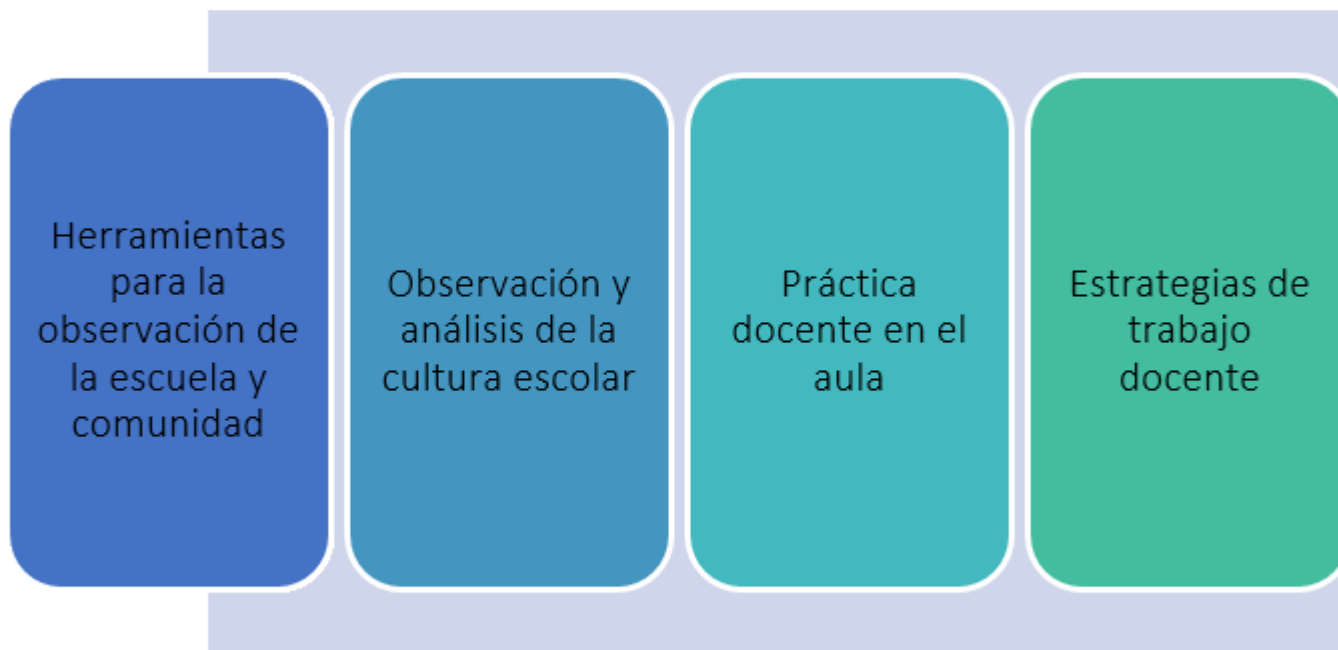 Herramientas
para la
observación de
la escuela y
comunidad
Observación y
análisis de la
cultura escolar
Práctica
docente en el
aula
Estrategias de
trabajo
docente